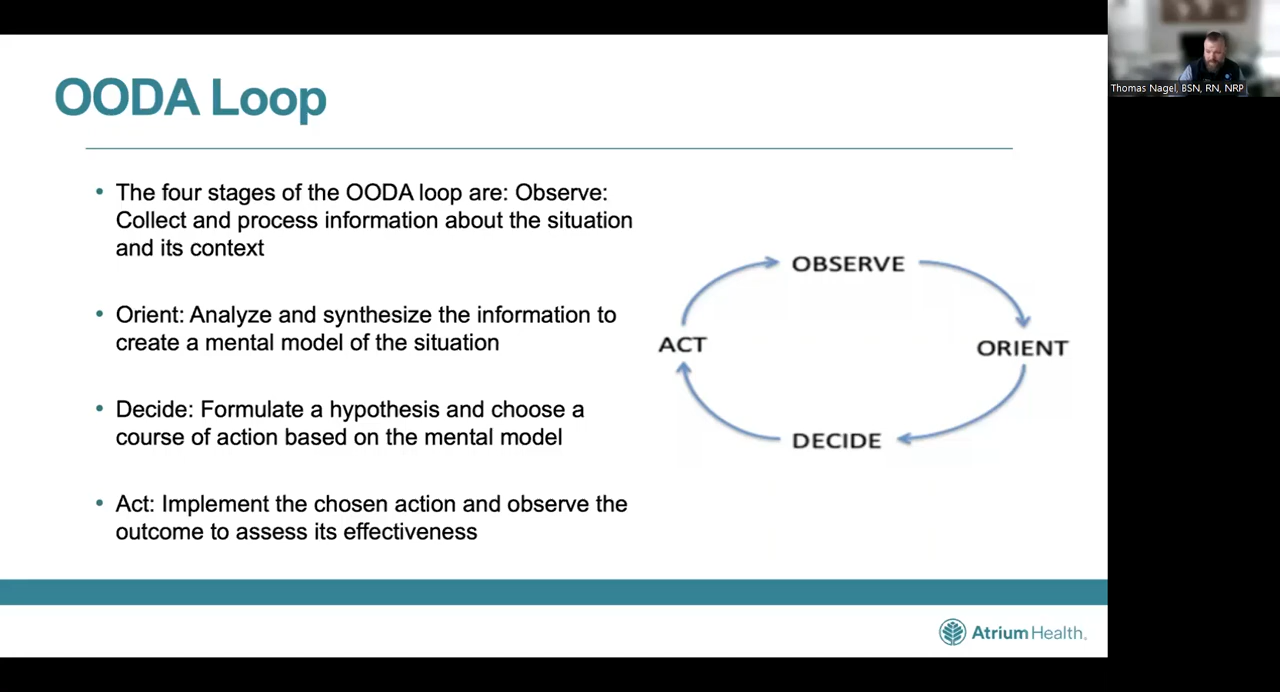 OODA Loop
• The four stages of the OODA loop are: Observe:
Collect and process information about the situation
and its context
• Orient: Analyze and synthesize the information to
create a mental model of the situation
• Decide: Formulate a hypothesis and choose a
course of action based on the mental model
• Act: Implement the chosen action and observe the
outcome to assess its effectiveness
OBSERVE
ACT
ORIENT
DECIDE
Atrium Health.
Thomas Nagel, BSN, RN, NRP